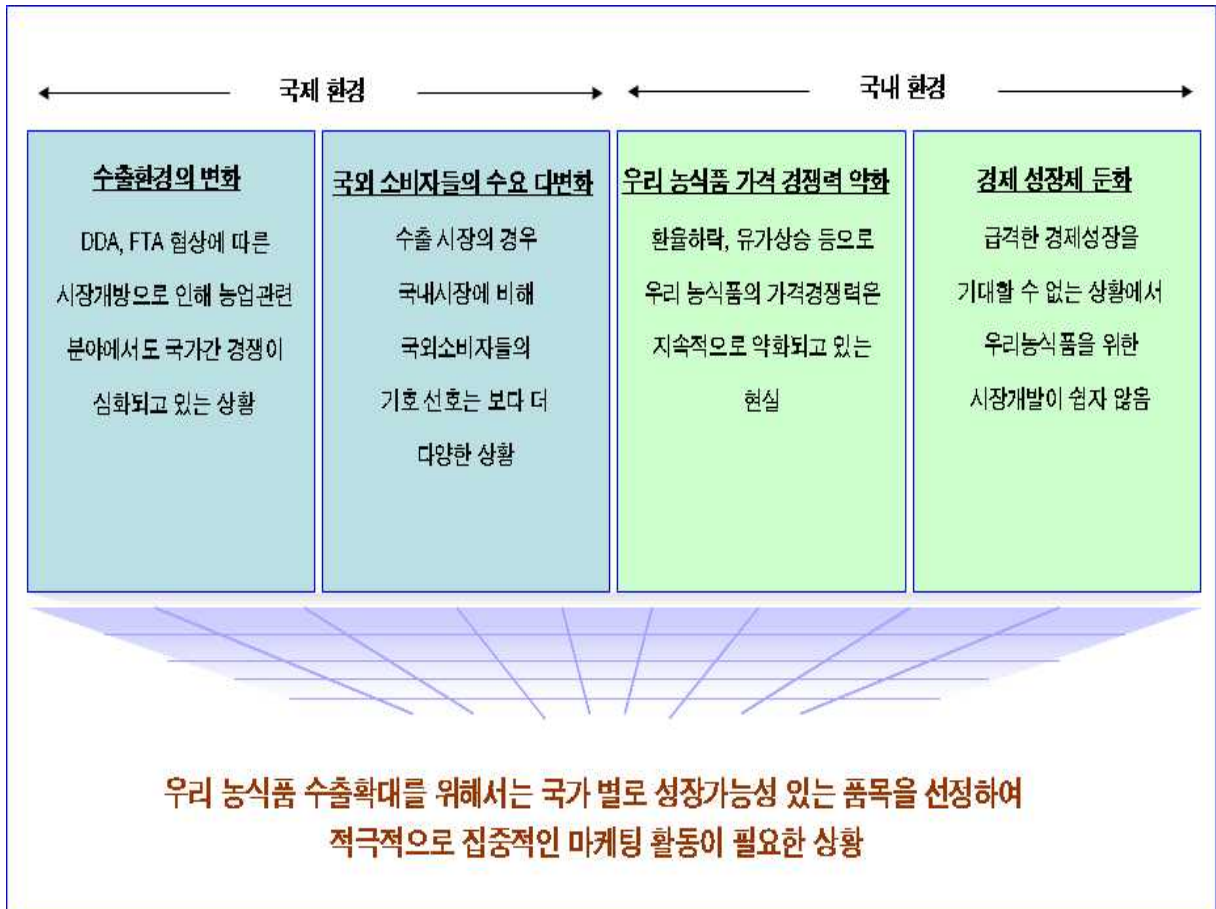 국제 환경
국내 환경
수출환경의 변화
DDA, FTA 협상에 따른
시장개방으로 인해 농업관련
분야에서도 국가간 경쟁이
심화되고 있는 상황
국외 소비자들의 수요 다변화
수출 시장의 경우
국내시장에 비해
국외소비자들의
기호 선호는 보다 더
다양한 상황
우리 농식품 가격 경쟁력 약화
환율하락, 유가상승 등으로
우리 농식품의 가격경쟁력은
지속적으로 약화되고 있는
현실
경제 성장제 둔화
급격한 경제성장을
기대할 수 없는 상황에서
우리농식품을 위한
시장개발이 쉽자 않음
우리 농식품 수출확대를 위해서는 국가 별로 성장가능성 있는 품목을 선정하여
적극적으로 집중적인 마케팅 활동이 필요한 상황